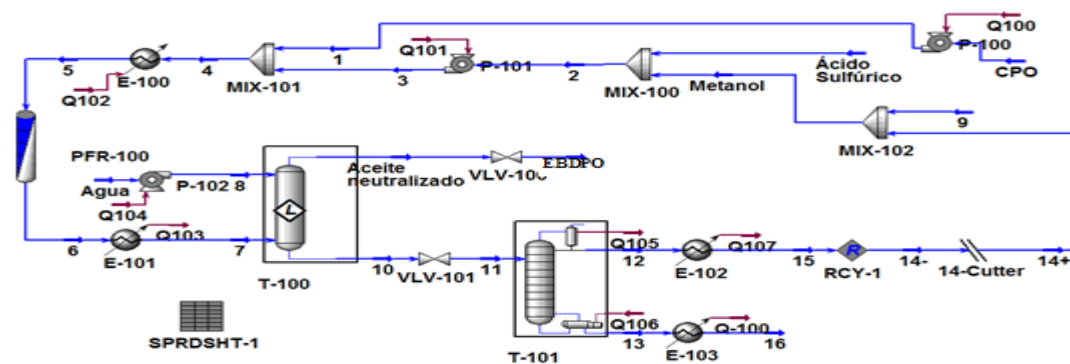 Q100
Q101
1
P-100
5
4
P-101
Ácido
Sulfúrico
3
2
CPO
E-100
MIX-101
Q102
MIX-100
Metanol
9
MIX-102
PFR-100
Aceite
neutralizado
EBDPO
P-102
8
VLV-100
Agua
Q104
L
6
Q103
7
E-101
Q105
Q107
10
11
12
15
R
14-
14+
VLV-101
E-102
RCY-1
14-Cutter
T-100
Q106
Q-100
13
16
SPRDSHT-1
T-101
E-103